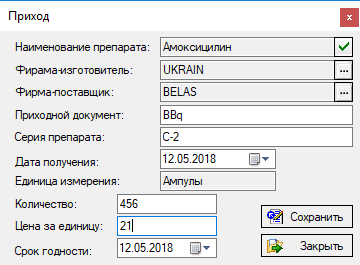 Приход
Наименование препарата: Амоксицилин
Фирама-изготовитель: UKRAIN ...
Фирма-поставщик: BELAS ...
Приходной документ: BBq
Серия препарата: С-2
Дата получения: 12.05.2018
Единица измерения: Ампулы
Количество: 456
Цена за единицу: 21
Срок годности: 12.05.2018
Сохранить
Закрыть